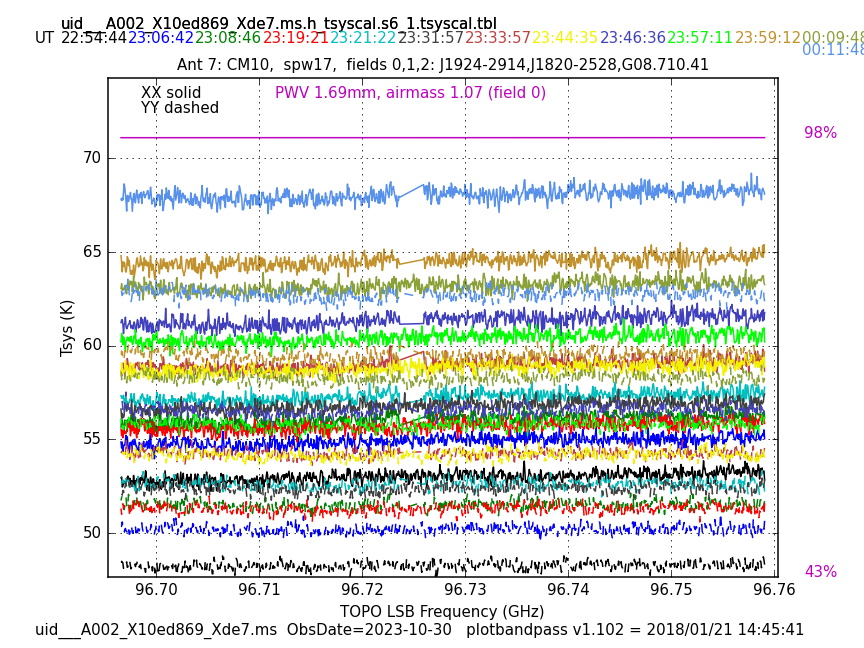 uid___A002_X10ed869_Xde7.ms.h_tsyscal.s6_1.tsyscal.tbl
UT 22:54:44 23:06:42 23:08:46 23:19:21 23:21:22 23:31:57 23:33:57 23:44:35 23:46:36 23:57:11 23:59:12 00:09:48
00:11:48
Ant 7: CM10,  spw17,  fields 0,1,2: J1924-2914,J1820-2528,G08.710.41
XX solid
PWV 1.69mm, airmass 1.07 (field 0)
YY dashed
98%
70
65
60
55
50
43%
Tsys (K)
96.70 96.71 96.72 96.73 96.74 96.75 96.76
TOPO LSB Frequency (GHz)
uid___A002_X10ed869_Xde7.ms  ObsDate=2023-10-30   plotbandpass v1.102 = 2018/01/21 14:45:41